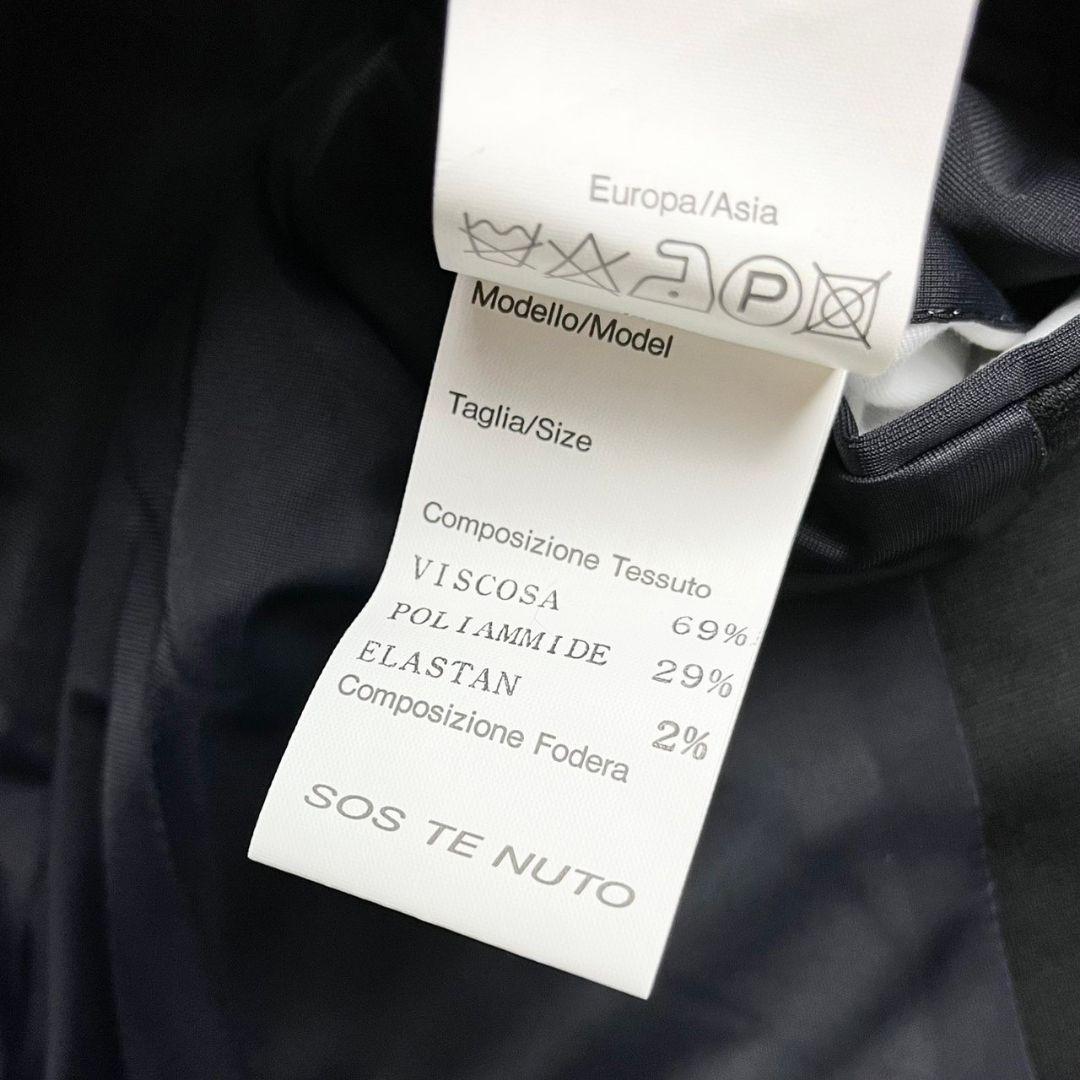 Europa/Asia
P
Modello/Model
Taglia/Size
Composizione Tessuto
VISCOSA 69%
POLIAMMIDE 29%
ELASTAN 2%
Composizione Fodera
SOS TE NUTO